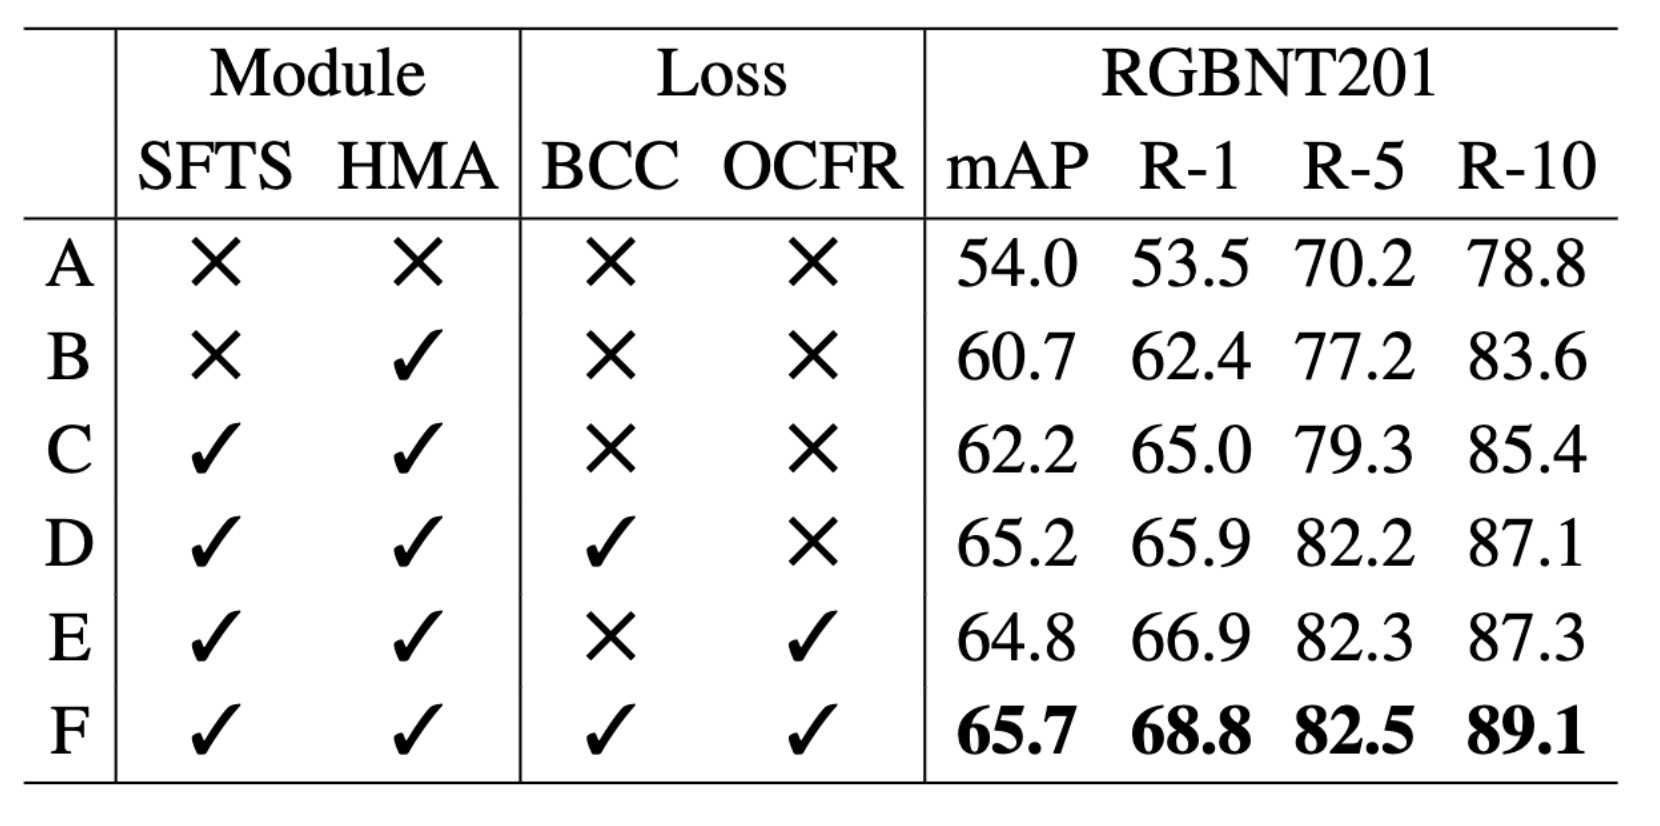 Module Loss RGBNT201
SFTS HMA BCC OCFR mAP R-1 R-5 R-10
A × × × × 54.0 53.5 70.2 78.8
B × ✓ × × 60.7 62.4 77.2 83.6
C ✓ ✓ × × 62.2 65.0 79.3 85.4
D ✓ ✓ ✓ × 65.2 65.9 82.2 87.1
E ✓ ✓ × ✓ 64.8 66.9 82.3 87.3
F ✓ ✓ ✓ ✓ 65.7 68.8 82.5 89.1